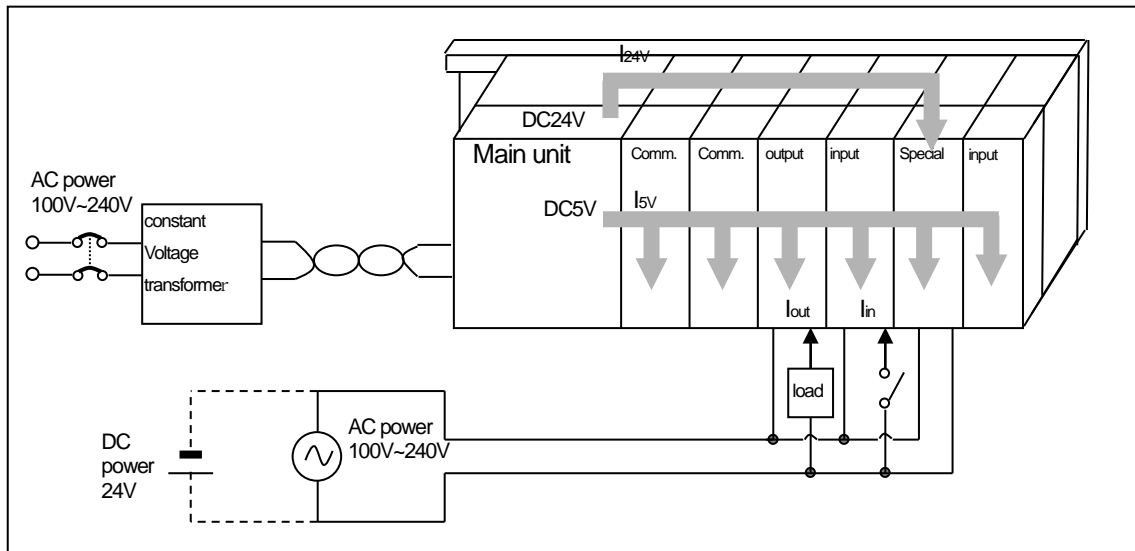 I24V
DC24V
Main unit
Comm.
Comm.
output
input
Special
input
AC power
100V~240V
constant
Voltage
transformer
DC5V
I5V
Iout
Iin
load
DC
power
24V
AC power
100V~240V